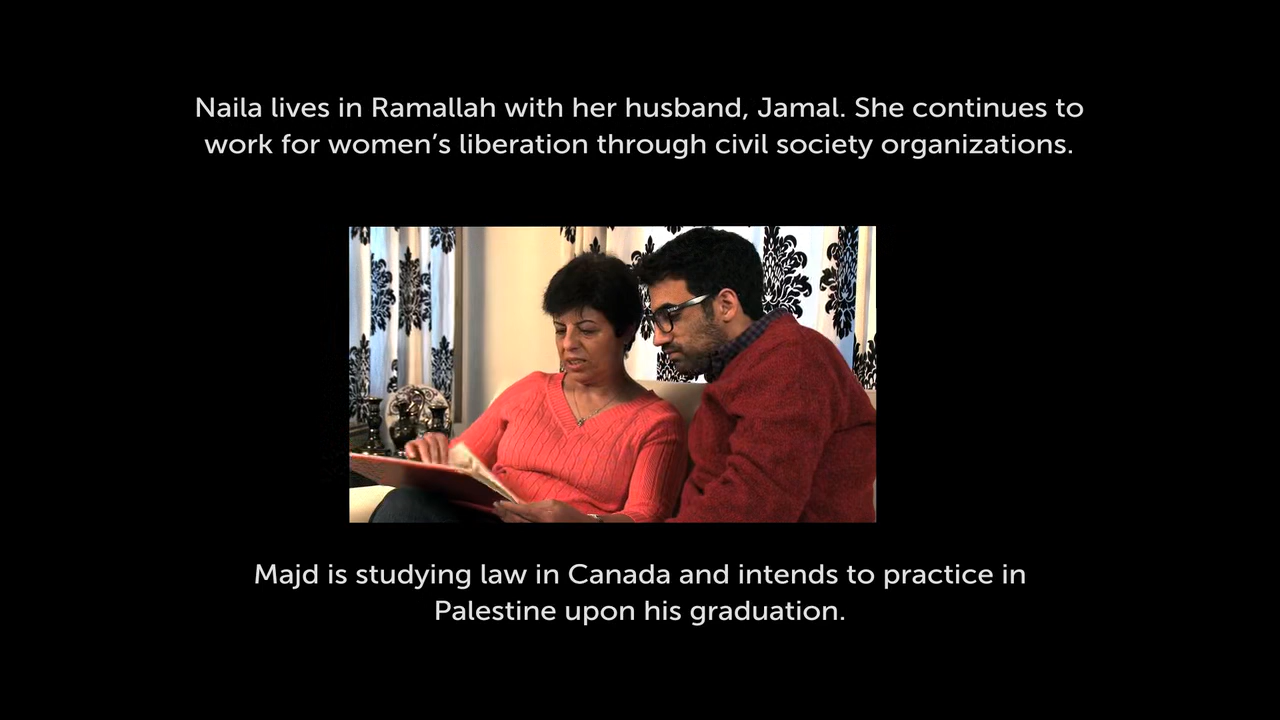 Naila lives in Ramallah with her husband, Jamal. She continues to
work for women’s liberation through civil society organizations.
Majd is studying law in Canada and intends to practice in
Palestine upon his graduation.